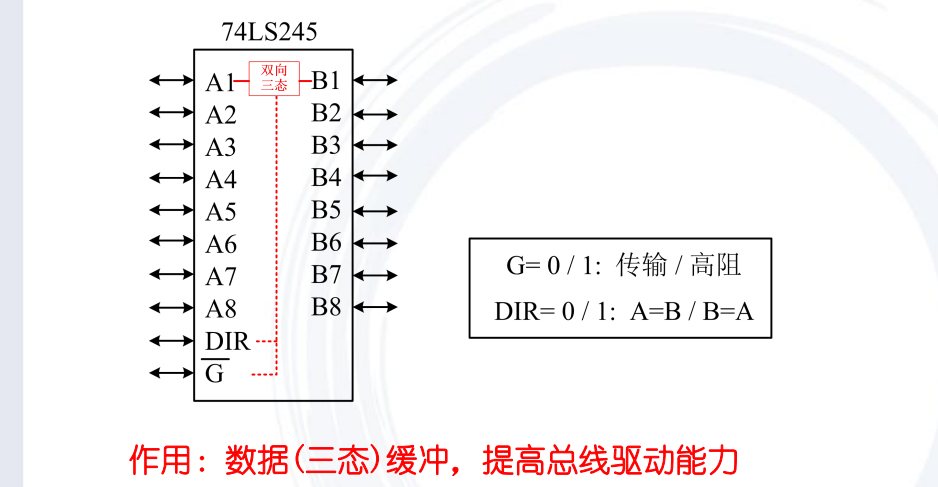 74LS245
A1 双向三态 B1
A2 B2
A3 B3
A4 B4
A5 B5
A6 B6
A7 B7
A8 B8
DIR
G̅
G= 0 / 1: 传输 / 高阻
DIR= 0 / 1: A=B / B=A
作用: 数据(三态)缓冲，提高总线驱动能力